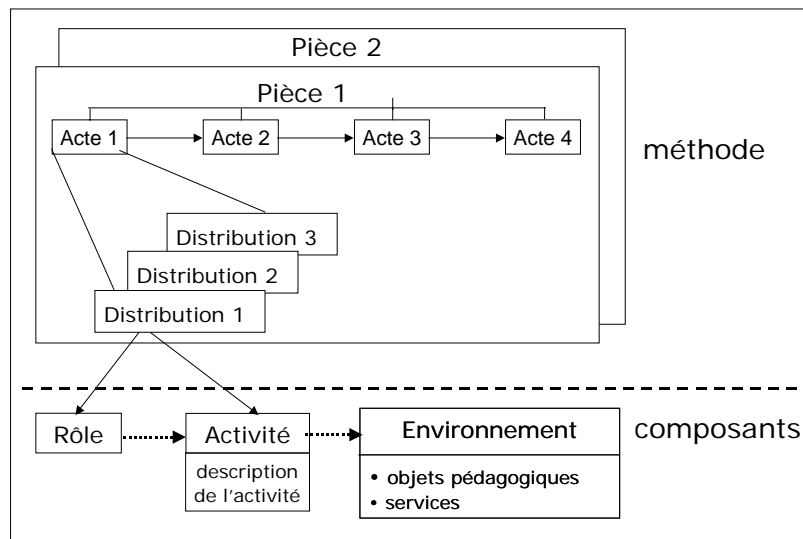 Pièce 2
Pièce 1
Acte 1
Acte 2
Acte 3
Acte 4
méthode
Distribution 3
Distribution 2
Distribution 1
Rôle
Activité
description
de l'activité
Environnement
• objets pédagogiques
• services
composants